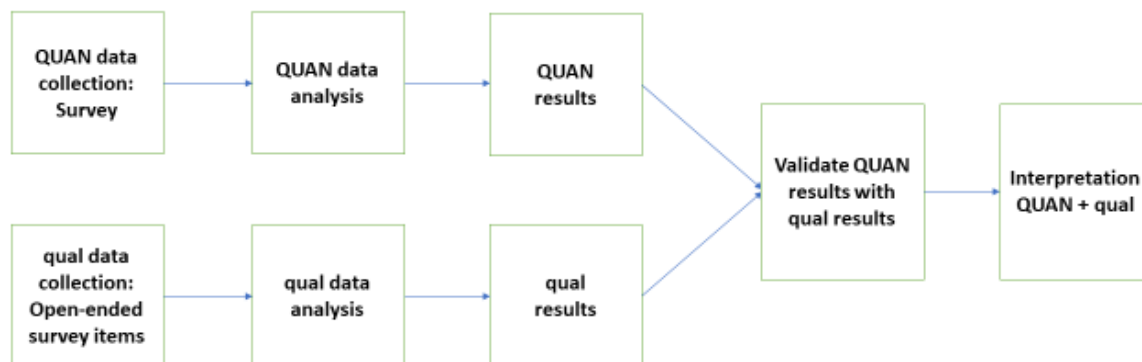 QUAN data
collection:
Survey
QUAN data
analysis
QUAN
results
qual data
collection:
Open-ended
survey items
qual data
analysis
qual
results
Validate QUAN
results with
qual results
Interpretation
QUAN + qual